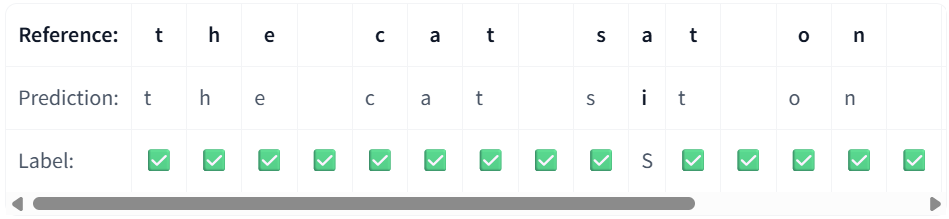 Reference: t h e c a t s a t o n
Prediction: t h e c a t s i t o n
Label: ✅ ✅ ✅ ✅ ✅ ✅ ✅ ✅ ✅ S ✅ ✅ ✅ ✅ ✅